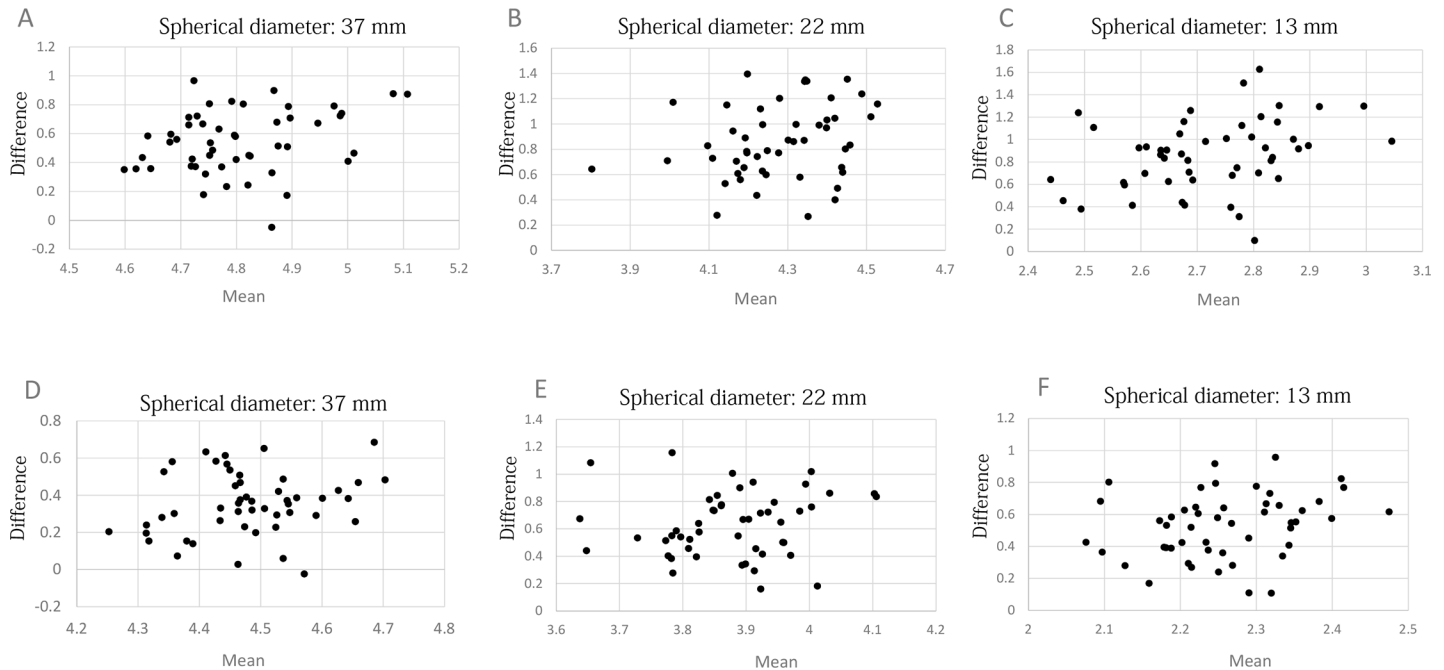 A
Spherical diameter: 37 mm
Difference
1.2
1
0.8
0.6
0.4
0.2
0
-0.2
4.5 4.6 4.7 4.8 4.9 5 5.1 5.2
Mean
B
Spherical diameter: 22 mm
Difference
1.6
1.4
1.2
1
0.8
0.6
0.4
0.2
0
3.7 3.9 4.1 4.3 4.5 4.7
Mean
C
Spherical diameter: 13 mm
Difference
1.8
1.6
1.4
1.2
1
0.8
0.6
0.4
0.2
0
2.4 2.5 2.6 2.7 2.8 2.9 3 3.1
Mean
D
Spherical diameter: 37 mm
Difference
0.8
0.6
0.4
0.2
0
-0.2
4.2 4.3 4.4 4.5 4.6 4.7 4.8
Mean
E
Spherical diameter: 22 mm
Difference
1.4
1.2
1
0.8
0.6
0.4
0.2
0
3.6 3.7 3.8 3.9 4 4.1 4.2
Mean
F
Spherical diameter: 13 mm
Difference
1.2
1
0.8
0.6
0.4
0.2
0
2 2.1 2.2 2.3 2.4 2.5
Mean